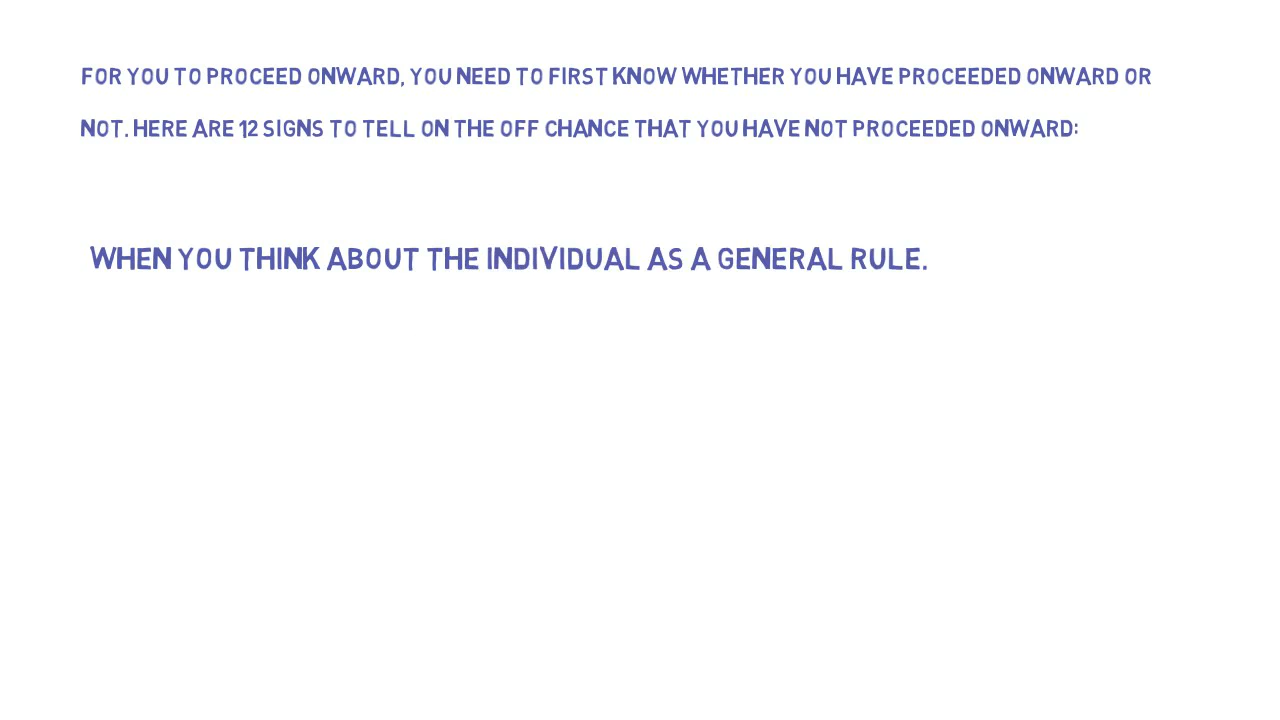 FOR YOU TO PROCEED ONWARD, YOU NEED TO FIRST KNOW WHETHER YOU HAVE PROCEEDED ONWARD OR
NOT. HERE ARE 12 SIGNS TO TELL ON THE OFF CHANCE THAT YOU HAVE NOT PROCEEDED ONWARD:
WHEN YOU THINK ABOUT THE INDIVIDUAL AS A GENERAL RULE.